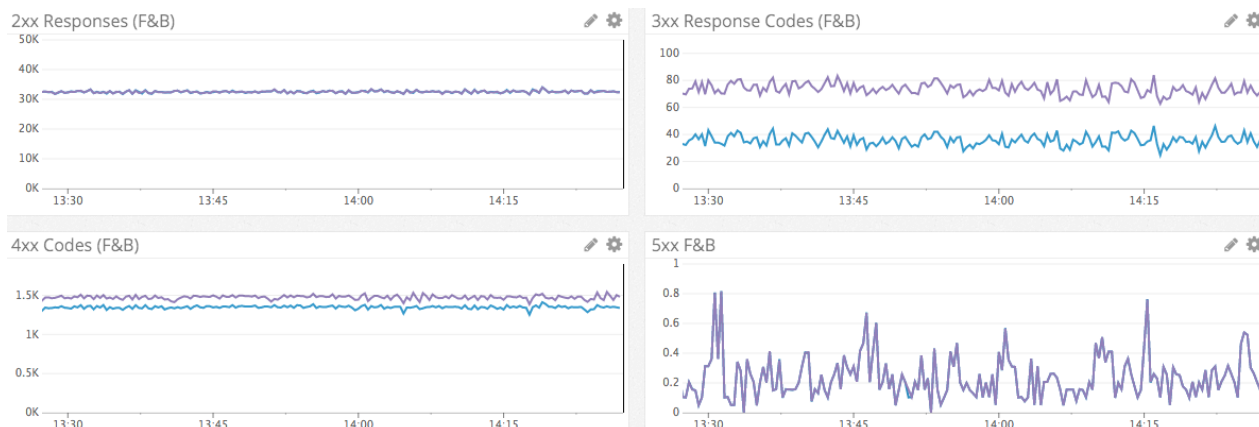 2xx Responses (F&B)
50K
40K
30K
20K
10K
0K
13:30 13:45 14:00 14:15
3xx Response Codes (F&B)
100
80
60
40
20
0
13:30 13:45 14:00 14:15
4xx Codes (F&B)
1.5K
1K
0.5K
0K
13:30 13:45 14:00 14:15
5xx F&B
1
0.8
0.6
0.4
0.2
0
13:30 13:45 14:00 14:15